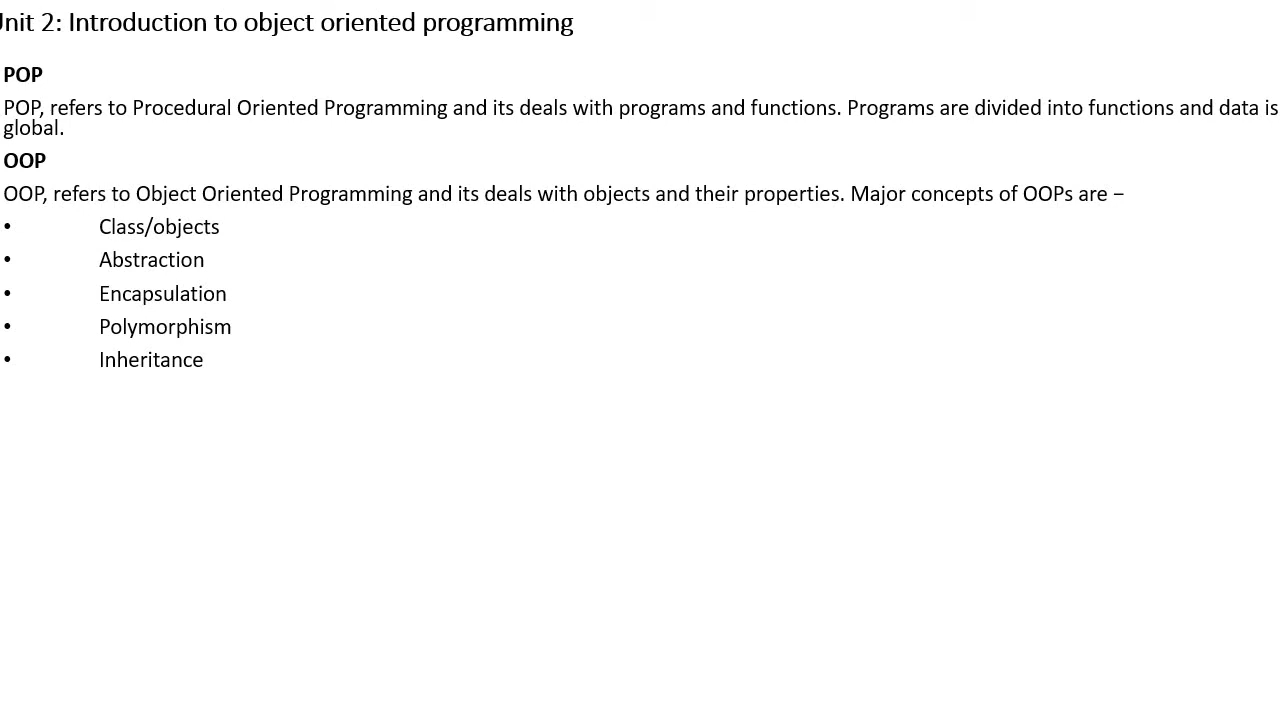 Unit 2: Introduction to object oriented programming
POP
POP, refers to Procedural Oriented Programming and its deals with programs and functions. Programs are divided into functions and data is
global.
OOP
OOP, refers to Object Oriented Programming and its deals with objects and their properties. Major concepts of OOPs are −
• Class/objects
• Abstraction
• Encapsulation
• Polymorphism
• Inheritance